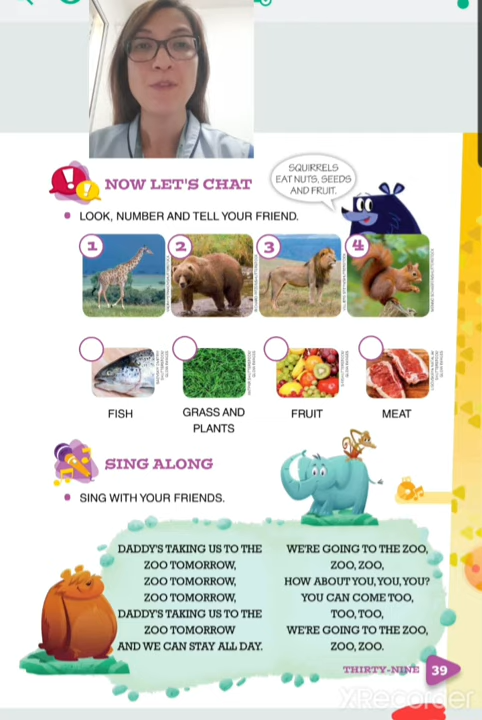 NOW LET'S CHAT
SQUIRRELS
EAT NUTS, SEEDS
AND FRUIT.
LOOK, NUMBER AND TELL YOUR FRIEND.
1
2
3
4
FISH
GRASS AND
PLANTS
FRUIT
MEAT
SING ALONG
SING WITH YOUR FRIENDS.
DADDY'S TAKING US TO THE
ZOO TOMORROW,
ZOO TOMORROW,
ZOO TOMORROW,
DADDY'S TAKING US TO THE
ZOO TOMORROW
AND WE CAN STAY ALL DAY.
WE'RE GOING TO THE ZOO,
ZOO, ZOO,
HOW ABOUT YOU, YOU, YOU?
YOU CAN COME TOO,
TOO, TOO,
WE'RE GOING TO THE ZOO,
ZOO, ZOO.
THIRTY-NINE 39
XRecorder